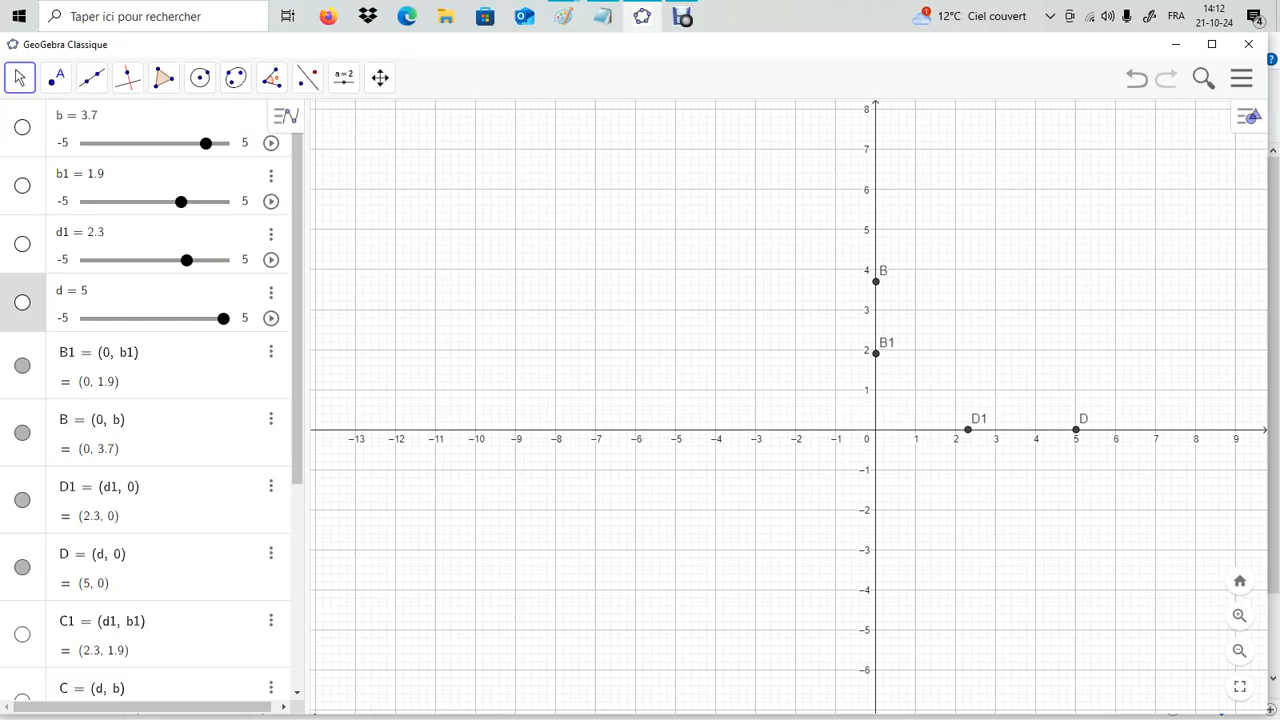 Taper ici pour rechercher
1
12°C Ciel couvert
FRA
14:12
21-10-24
4
GeoGebra Classique
A
a=2
b = 3.7
-5
5
b1 = 1.9
-5
5
d1 = 2.3
-5
5
d = 5
-5
5
B1 = (0, b1)
= (0, 1.9)
B = (0, b)
= (0, 3.7)
D1 = (d1, 0)
= (2.3, 0)
D = (d, 0)
= (5, 0)
C1 = (d1, b1)
= (2.3, 1.9)
C = (d, b)
8
7
6
5
4
B
3
2
B1
1
D1
D
−13 −12 −11 −10 −9 −8 −7 −6 −5 −4 −3 −2 −1 0 1 2 3 4 5 6 7 8 9
−1
−2
−3
−4
−5
−6